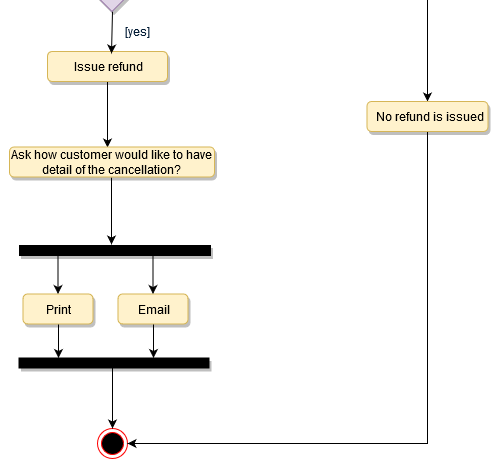 [yes]
Issue refund
No refund is issued
Ask how customer would like to have
detail of the cancellation?
Print
Email